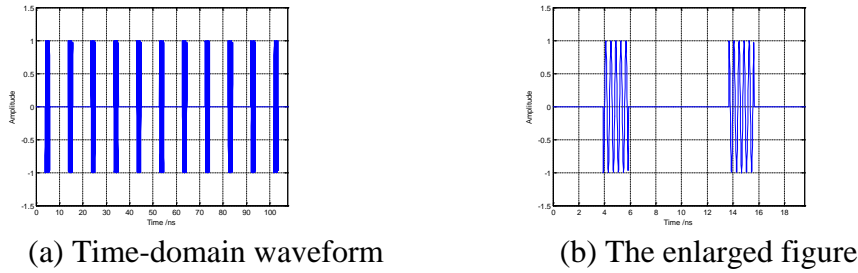 1.5
1
0.5
0
-0.5
-1
-1.5
Amplitude
0 10 20 30 40 50 60 70 80 90 100
Time /ns
(a) Time-domain waveform
1.5
1
0.5
0
-0.5
-1
-1.5
Amplitude
0 2 4 6 8 10 12 14 16 18
Time /ns
(b) The enlarged figure